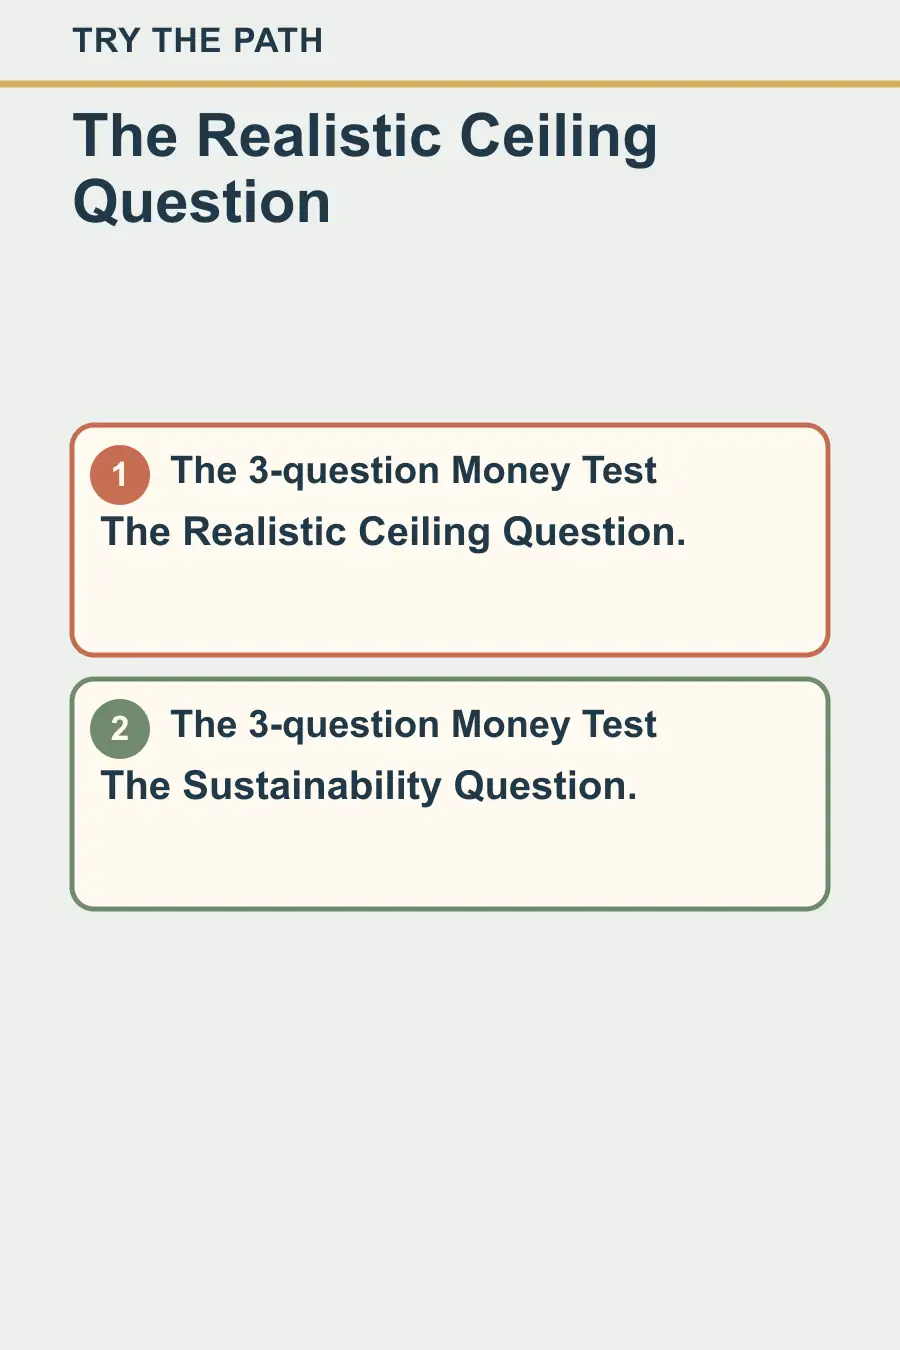 TRY THE PATH
The Realistic Ceiling
Question
1 The 3-question Money Test
The Realistic Ceiling Question.
2 The 3-question Money Test
The Sustainability Question.